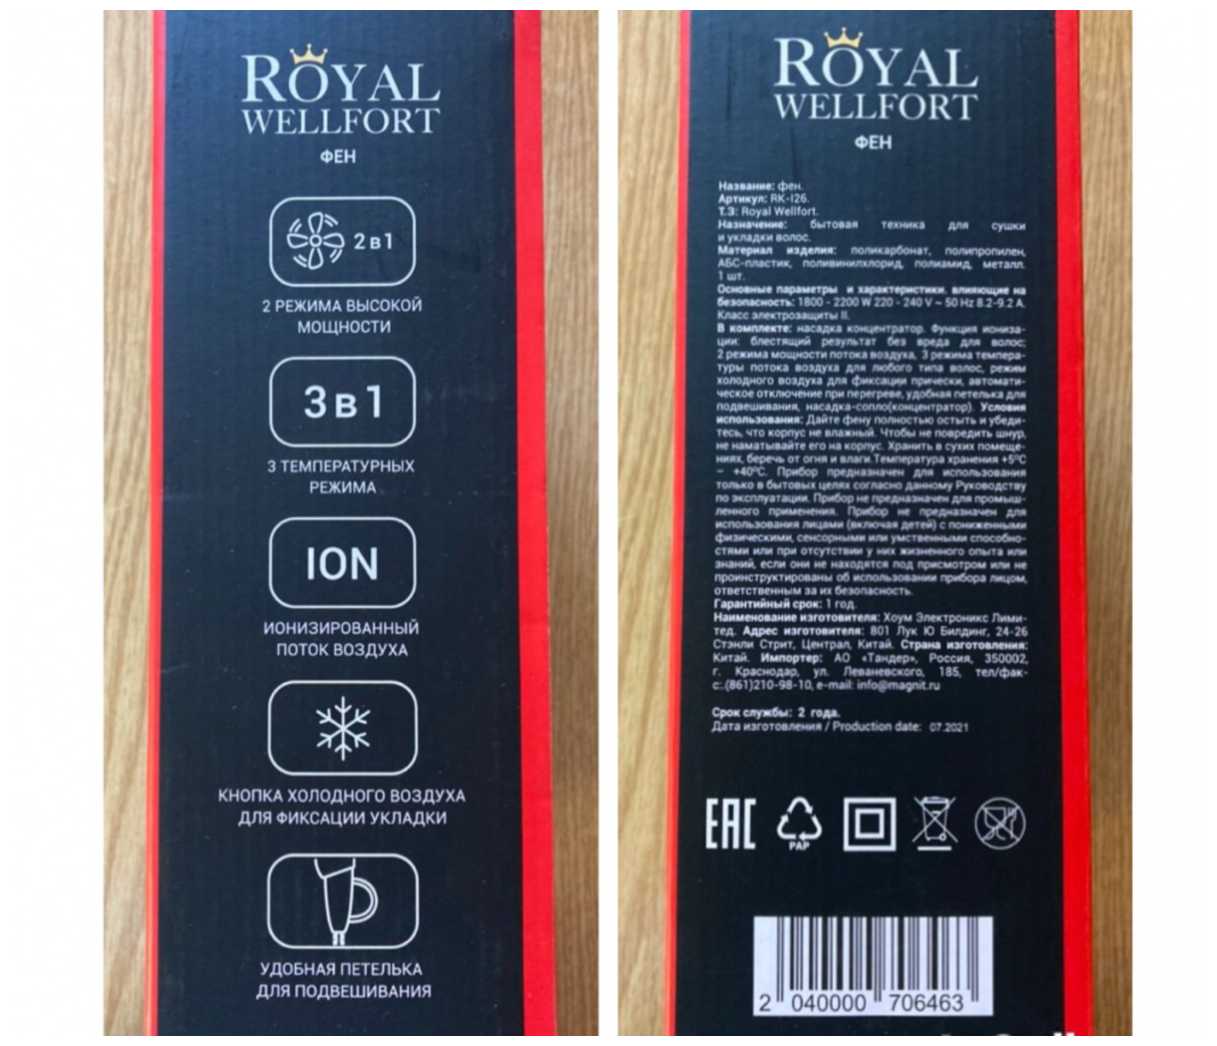 ROYAL
WELLFORT
ФЕН
2 в 1
2 РЕЖИМА ВЫСОКОЙ
МОЩНОСТИ
3 в 1
3 ТЕМПЕРАТУРНЫХ
РЕЖИМА
ION
ИОНИЗИРОВАННЫЙ
ПОТОК ВОЗДУХА
КНОПКА ХОЛОДНОГО ВОЗДУХА
ДЛЯ ФИКСАЦИИ УКЛАДКИ
УДОБНАЯ ПЕТЕЛЬКА
ДЛЯ ПОДВЕШИВАНИЯ
ROYAL
WELLFORT
ФЕН
Название: фен.
Артикул: RK-I26.
Т.З: Royal Wellfort.
Назначение: бытовая техника для сушки
и укладки волос.
Материал изделия: поликарбонат, полипропилен,
АБС-пластик, поливинилхлорид, полиамид, металл.
1 шт.
Основные параметры и характеристики, влияющие на
безопасность: 1800 - 2200 W 220 - 240 V ~ 50 Hz 8.2-9.2 A.
Класс электрозащиты II.
В комплекте: насадка концентратор. Функция иониза-
ции: блестящий результат без вреда для волос;
2 режима мощности потока воздуха, 3 режима темпера-
туры потока воздуха для любого типа волос, режим
холодного воздуха для фиксации прически, автомати-
ческое отключение при перегреве, удобная петелька для
подвешивания, насадка-сопло(концентратор). Условия
использования: Дайте фену полностью остыть и убеди-
тесь, что корпус не влажный. Чтобы не повредить шнур,
не наматывайте его на корпус. Хранить в сухих помеще-
ниях, беречь от огня и влаги. Температура хранения +5°C
– +40°C. Прибор предназначен для использования
только в бытовых целях согласно данному Руководству
по эксплуатации. Прибор не предназначен для промыш-
ленного применения. Прибор не предназначен для
использования лицами (включая детей) с пониженными
физическими, сенсорными или умственными способно-
стями или при отсутствии у них жизненного опыта или
знаний, если они не находятся под присмотром или не
проинструктированы об использовании прибора лицом,
ответственным за их безопасность.
Гарантийный срок: 1 год.
Наименование изготовителя: Хоум Электроникс Лими-
тед. Адрес изготовителя: 801 Лук Ю Билдинг, 24-26
Стэнли Стрит, Централ, Китай. Страна изготовления:
Китай. Импортер: АО «Тандер», Россия, 350002,
г. Краснодар, ул. Леваневского, 185, тел/фак-
с.:(861)210-98-10, e-mail: info@magnit.ru
Срок службы: 2 года.
Дата изготовления / Production date: 07.2021
EAC
PAP
2 040000 706463